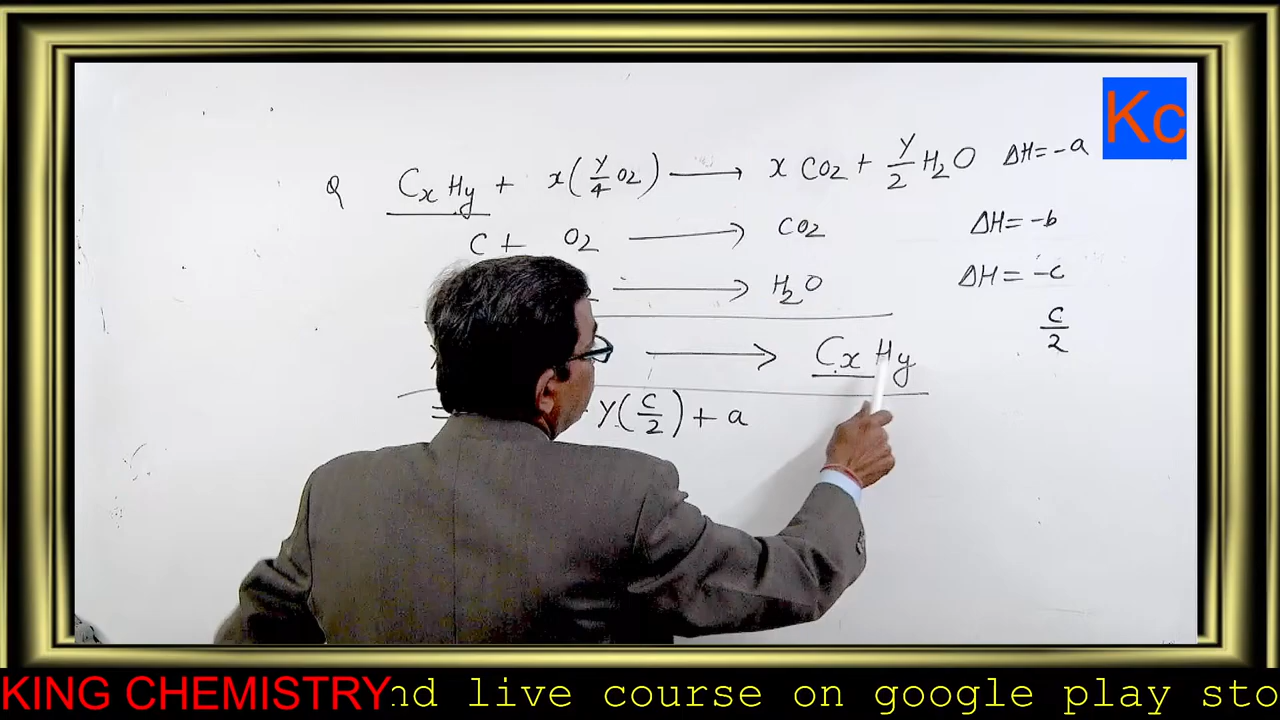 Kc
Q CxHy + x(y/4 O2) ⟶ x CO2 + y/2 H2O ΔH = -a
C + O2 ⟶ CO2 ΔH = -b
⟶ H2O ΔH = -c
c/2
⟶ CxHy
= y(c/2) + a
KING CHEMISTRY nd live course on google play sto